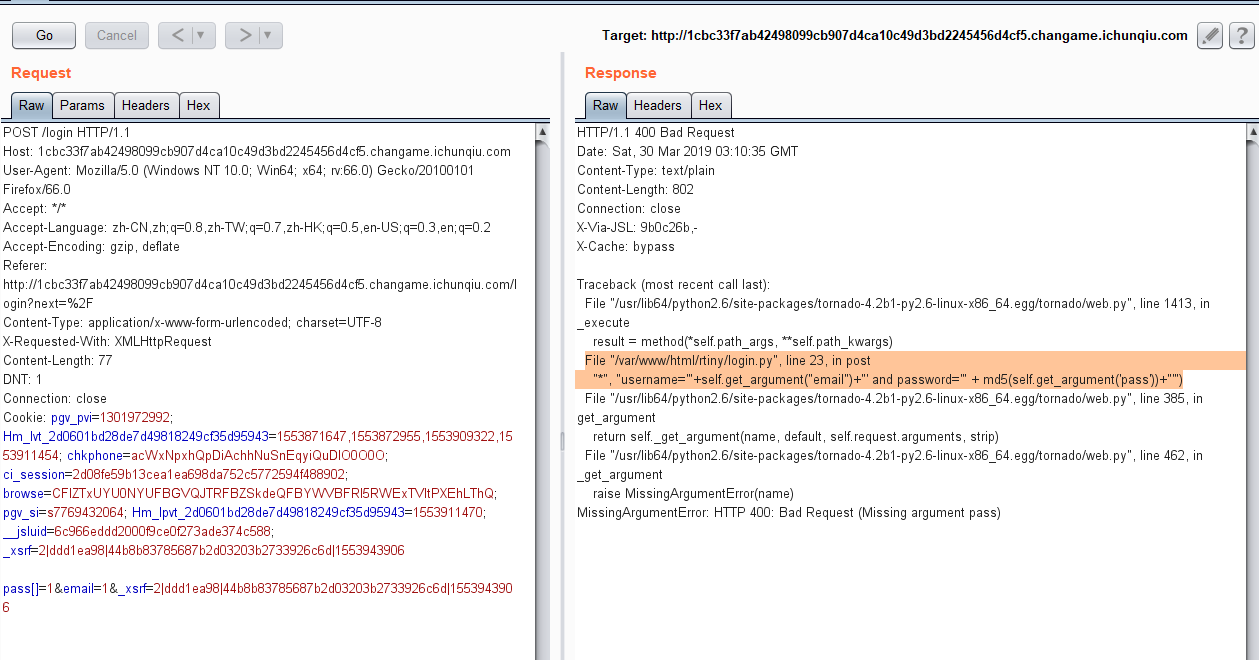 Go
Cancel
<
>
Target: http://1cbc33f7ab42498099cb907d4ca10c49d3bd2245456d4cf5.changame.ichunqiu.com
?
Request
Raw
Params
Headers
Hex
POST /login HTTP/1.1
Host: 1cbc33f7ab42498099cb907d4ca10c49d3bd2245456d4cf5.changame.ichunqiu.com
User-Agent: Mozilla/5.0 (Windows NT 10.0; Win64; x64; rv:66.0) Gecko/20100101
Firefox/66.0
Accept: */*
Accept-Language: zh-CN,zh;q=0.8,zh-TW;q=0.7,zh-HK;q=0.5,en-US;q=0.3,en;q=0.2
Accept-Encoding: gzip, deflate
Referer:
http://1cbc33f7ab42498099cb907d4ca10c49d3bd2245456d4cf5.changame.ichunqiu.com/l
ogin?next=%2F
Content-Type: application/x-www-form-urlencoded; charset=UTF-8
X-Requested-With: XMLHttpRequest
Content-Length: 77
DNT: 1
Connection: close
Cookie: pgv_pvi=1301972992;
Hm_lvt_2d0601bd28de7d49818249cf35d95943=1553871647,1553872955,1553909322,15
53911454; chkphone=acWxNpxhQpDiAchhNuSnEqyiQuDIO0O0O;
ci_session=2d08fe59b13cea1ea698da752c5772594f488902;
browse=CFlZTxUYU0NYUFBGVQJTRFBZSkdeQFBYWVBFRl5RWExTVltPXEhLThQ;
pgv_si=s7769432064; Hm_lpvt_2d0601bd28de7d49818249cf35d95943=1553911470;
__jsluid=6c966eddd2000f9ce0f273ade374c588;
_xsrf=2|ddd1ea98|44b8b83785687b2d03203b2733926c6d|1553943906
pass[]=1&email=1&_xsrf=2|ddd1ea98|44b8b83785687b2d03203b2733926c6d|155394390
6
Response
Raw
Headers
Hex
HTTP/1.1 400 Bad Request
Date: Sat, 30 Mar 2019 03:10:35 GMT
Content-Type: text/plain
Content-Length: 802
Connection: close
X-Via-JSL: 9b0c26b,-
X-Cache: bypass
Traceback (most recent call last):
File "/usr/lib64/python2.6/site-packages/tornado-4.2b1-py2.6-linux-x86_64.egg/tornado/web.py", line 1413, in
_execute
result = method(*self.path_args, **self.path_kwargs)
File "/var/www/html/rtiny/login.py", line 23, in post
"*", "username='"+self.get_argument("email")+"' and password='" + md5(self.get_argument('pass'))+"'")
File "/usr/lib64/python2.6/site-packages/tornado-4.2b1-py2.6-linux-x86_64.egg/tornado/web.py", line 385, in
get_argument
return self._get_argument(name, default, self.request.arguments, strip)
File "/usr/lib64/python2.6/site-packages/tornado-4.2b1-py2.6-linux-x86_64.egg/tornado/web.py", line 462, in
_get_argument
raise MissingArgumentError(name)
MissingArgumentError: HTTP 400: Bad Request (Missing argument pass)